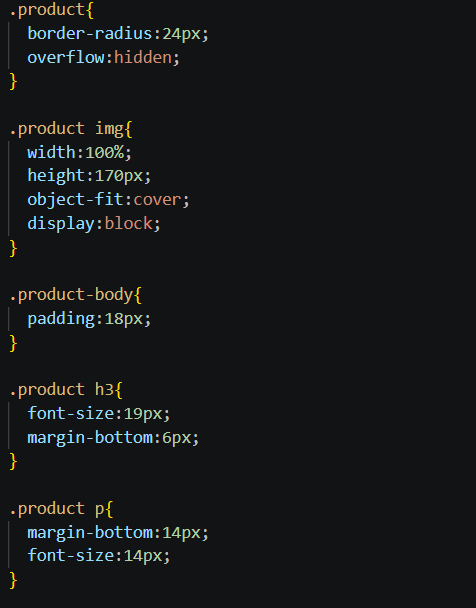 .product{
border-radius:24px;
overflow:hidden;
}
.product img{
width:100%;
height:170px;
object-fit:cover;
display:block;
}
.product-body{
padding:18px;
}
.product h3{
font-size:19px;
margin-bottom:6px;
}
.product p{
margin-bottom:14px;
font-size:14px;
}